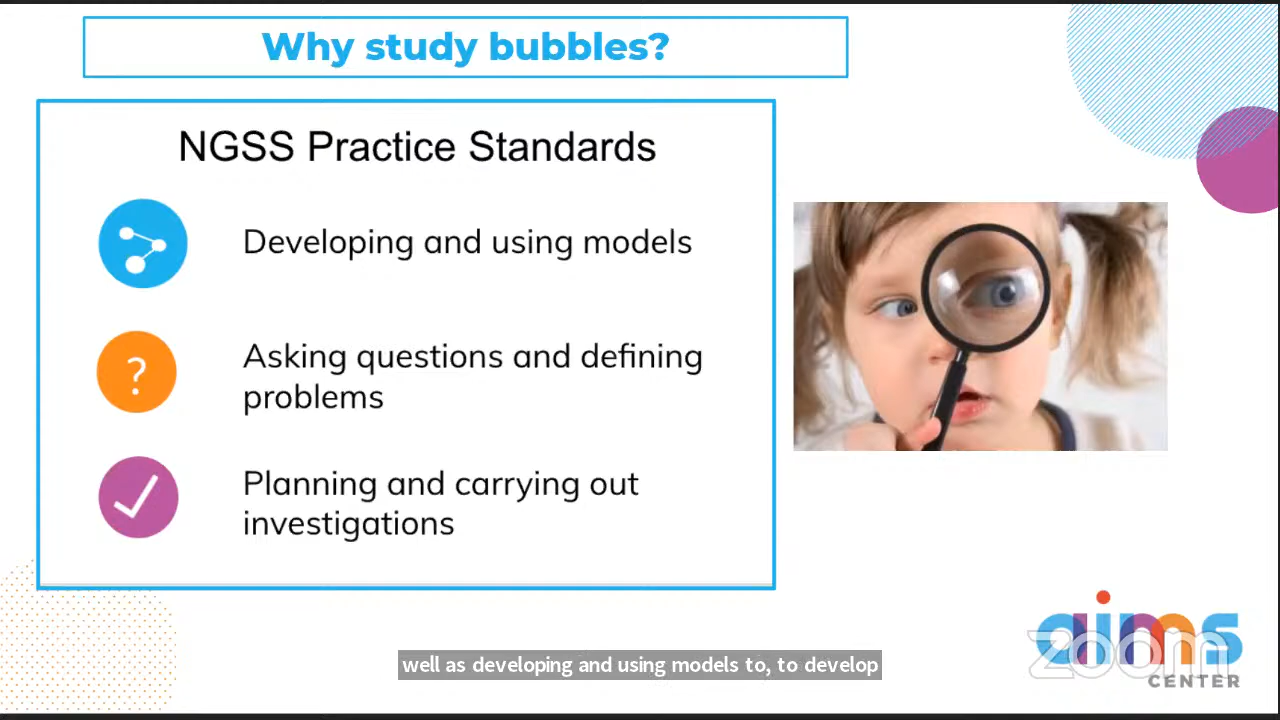 Why study bubbles?
NGSS Practice Standards
Developing and using models
?
Asking questions and defining
problems
Planning and carrying out
investigations
aims
zoom
CENTER
well as developing and using models to, to develop